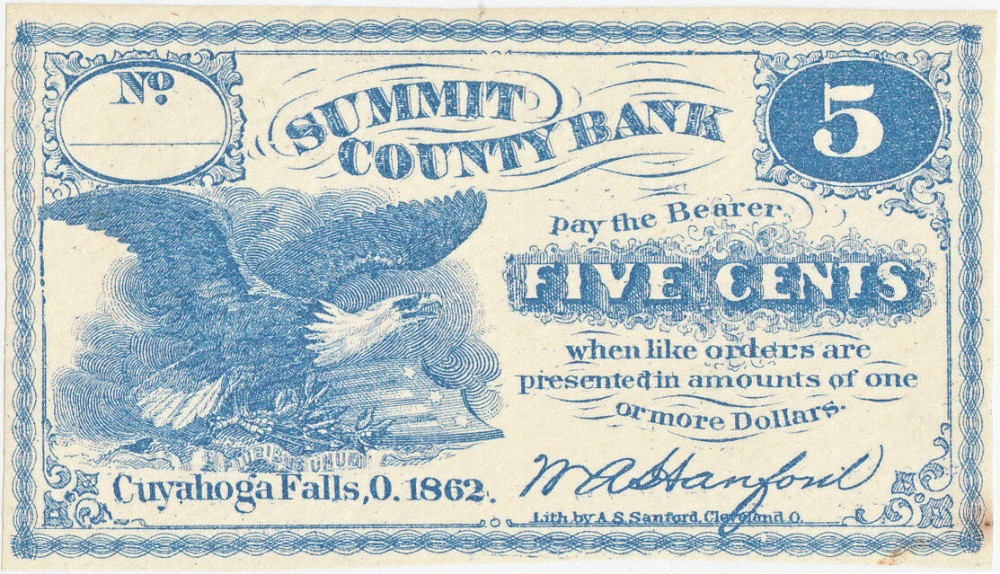 No.
SUMMIT
COUNTY BANK
5
pay the Bearer
FIVE CENTS
when like orders are
presented in amounts of one
or more Dollars.
E PLURIBUS UNUM
Cuyahoga Falls, O. 1862.
W A Hanford
Lith by A. S. Sanford, Cleveland O.